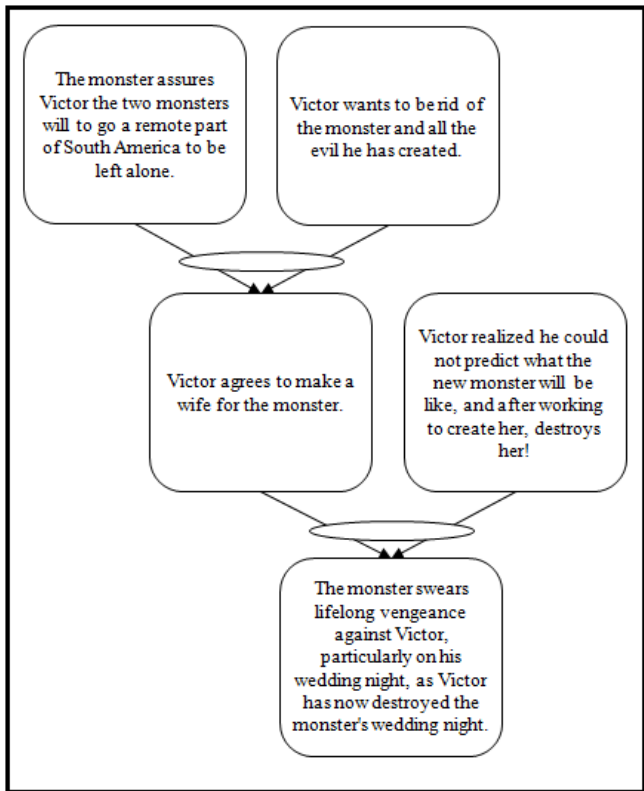 The monster assures
Victor the two monsters
will to go a remote part
of South America to be
left alone.
Victor wants to be rid of
the monster and all the
evil he has created.
Victor agrees to make a
wife for the monster.
Victor realized he could
not predict what the
new monster will be
like, and after working
to create her, destroys
her!
The monster swears
lifelong vengeance
against Victor,
particularly on his
wedding night, as Victor
has now destroyed the
monster's wedding night.